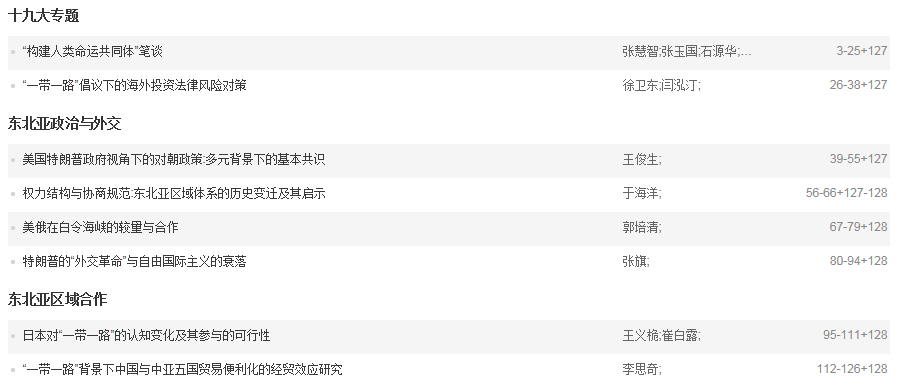 十九大专题
“构建人类命运共同体”笔谈 张慧智;张玉国;石源华;... 3-25+127
“一带一路”倡议下的海外投资法律风险对策 徐卫东;闫泓汀; 26-38+127
东北亚政治与外交
美国特朗普政府视角下的对朝政策:多元背景下的基本共识 王俊生; 39-55+127
权力结构与协商规范:东北亚区域体系的历史变迁及其启示 于海洋; 56-66+127-128
美俄在白令海峡的较量与合作 郭培清; 67-79+128
特朗普的“外交革命”与自由国际主义的衰落 张旗; 80-94+128
东北亚区域合作
日本对“一带一路”的认知变化及其参与的可行性 王义桅;崔白露; 95-111+128
“一带一路”背景下中国与中亚五国贸易便利化的经贸效应研究 李思奇; 112-126+128